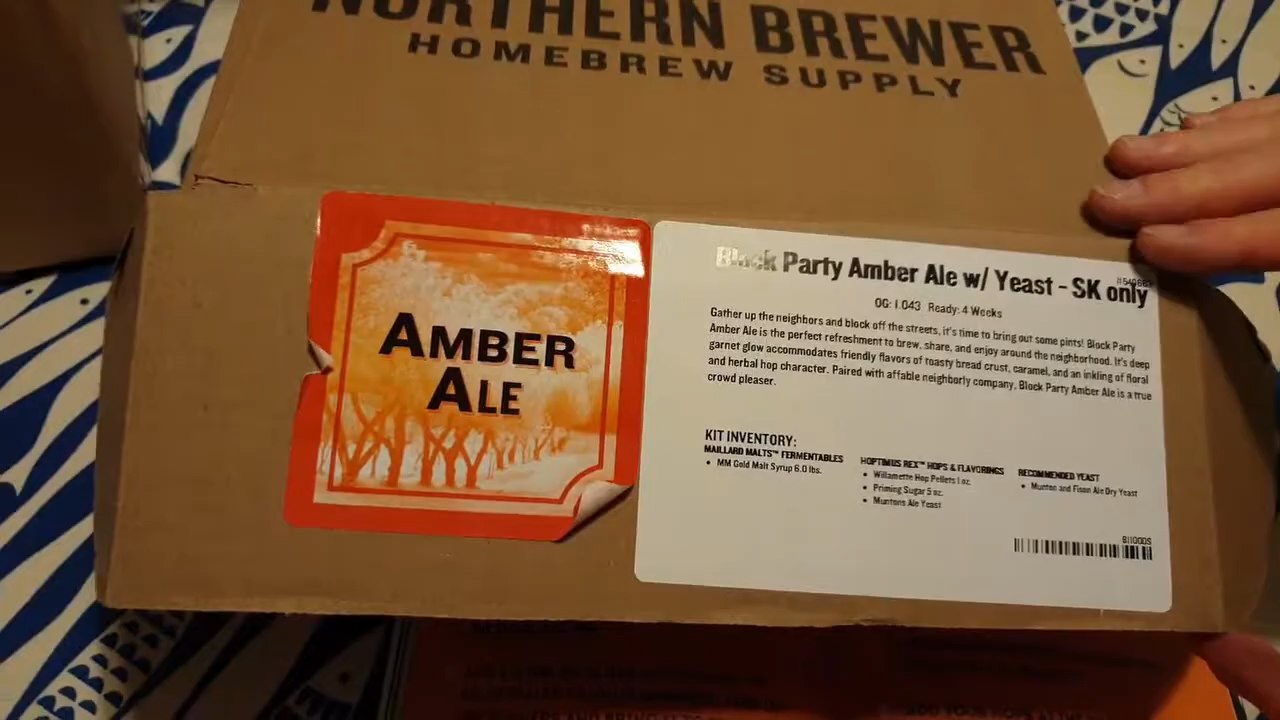 NORTHERN BREWER
HOMEBREW SUPPLY
AMBER
ALE
Block Party Amber Ale w/ Yeast - SK only
OG: 1.043 Ready: 4 Weeks
Gather up the neighbors and block off the streets, it's time to bring out some pints! Block Party
Amber Ale is the perfect refreshment to brew, share, and enjoy around the neighborhood. It's deep
garnet glow accommodates friendly flavors of toasty bread crust, caramel, and an inkling of floral
and herbal hop character. Paired with affable neighborly company, Block Party Amber Ale is a true
crowd pleaser.
KIT INVENTORY:
MAILLARD MALTS™ FERMENTABLES
• MM Gold Malt Syrup 6.0 lbs.
HOPTIMUS REX™ HOPS & FLAVORINGS
• Willamette Hop Pellets 1 oz.
• Priming Sugar 5 oz.
• Muntons Ale Yeast
RECOMMENDED YEAST
• Munton and Fison Ale Dry Yeast
B11000S